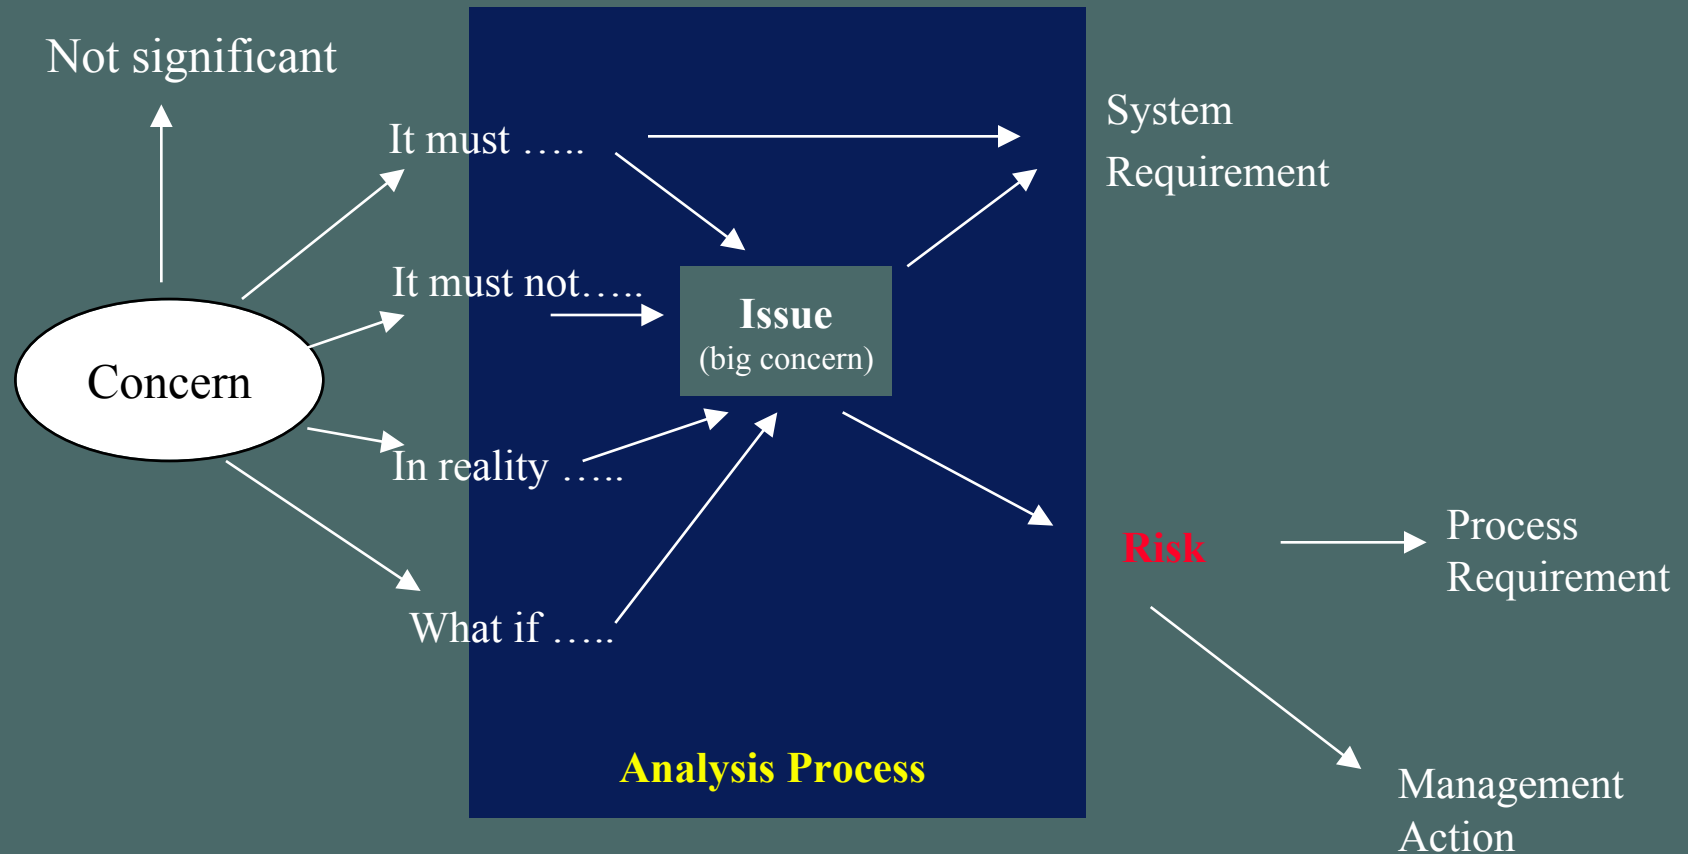 Not significant
It must …..
System
Requirement
It must not…..
Issue
(big concern)
Concern
In reality …..
Risk
Process
Requirement
What if …..
Analysis Process
Management
Action